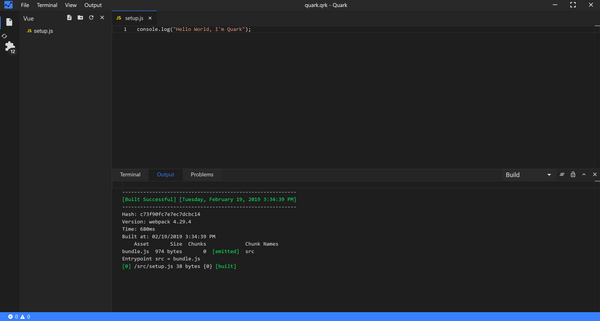 File Terminal View Output
quark.qrk - Quark
Vue
JS setup.js
JS setup.js ×
1 console.log("Hello World, I'm Quark");
12
Terminal Output Problems
Build
------------------------------------------------------------
[Built Successful] [Tuesday, February 19, 2019 3:34:39 PM]
------------------------------------------------------------
Hash: c73f90fc7e7ec7dcbc14
Version: webpack 4.29.4
Time: 680ms
Built at: 02/19/2019 3:34:39 PM
Asset Size Chunks Chunk Names
bundle.js 974 bytes 0 [emitted] src
Entrypoint src = bundle.js
[0] ./src/setup.js 38 bytes {0} [built]
0 0